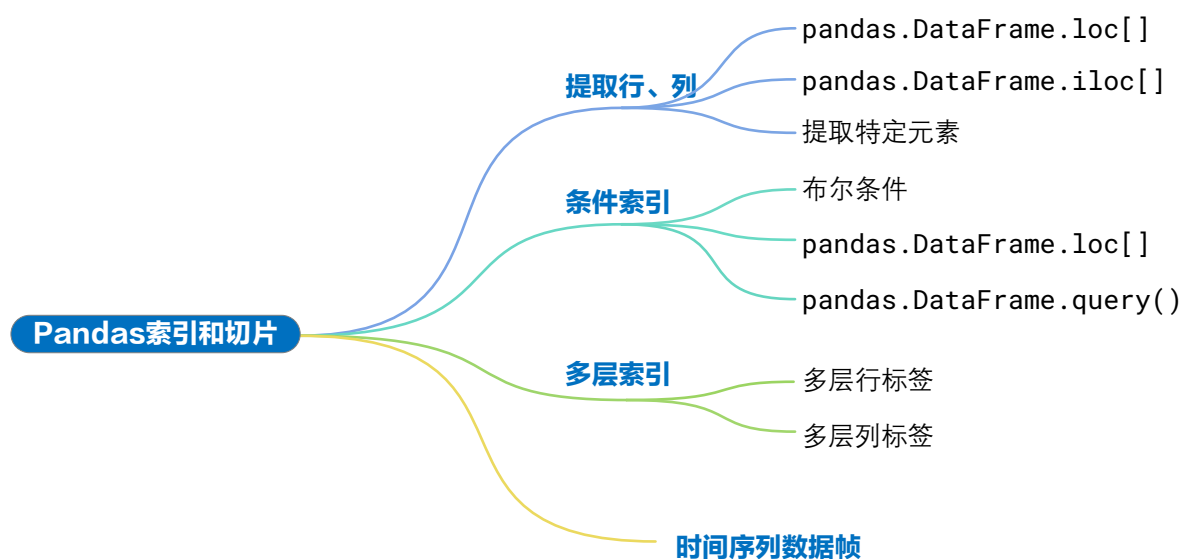 Pandas索引和切片
提取行、列
pandas.DataFrame.loc[]
pandas.DataFrame.iloc[]
提取特定元素
条件索引
布尔条件
pandas.DataFrame.loc[]
pandas.DataFrame.query()
多层索引
多层行标签
多层列标签
时间序列数据帧